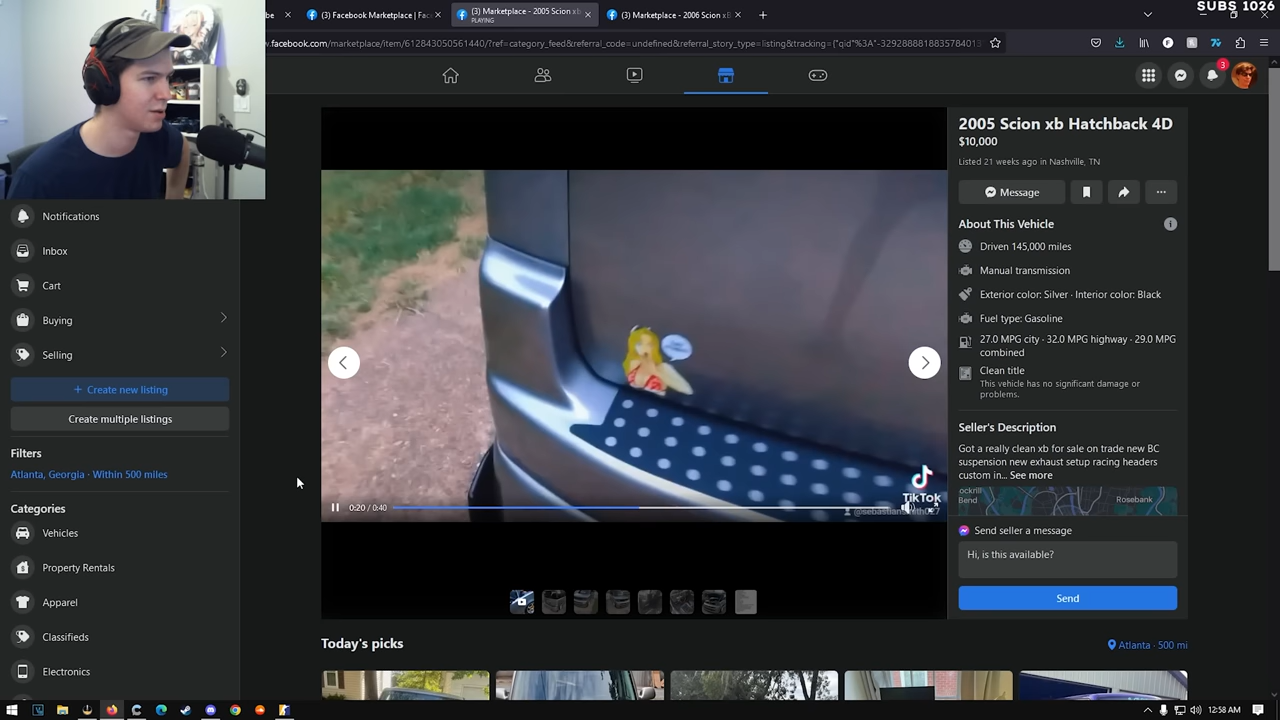 SUBS 1026
(3) Facebook Marketplace | Fac
(3) Marketplace - 2005 Scion xb
PLAYING
(3) Marketplace - 2006 Scion xB
.facebook.com/marketplace/item/612843050561440/?ref=category_feed&referral_code=undefined&referral_story_type=listing&tracking={"qid"%3A"
3
2005 Scion xb Hatchback 4D
$10,000
Listed 21 weeks ago in Nashville, TN
Message
About This Vehicle
Driven 145,000 miles
Manual transmission
Exterior color: Silver · Interior color: Black
Fuel type: Gasoline
27.0 MPG city · 32.0 MPG highway · 29.0 MPG
combined
Clean title
This vehicle has no significant damage or
problems.
Seller's Description
Got a really clean xb for sale on trade new BC
suspension new exhaust setup racing headers
custom in... See more
Bend
Rosebank
Send seller a message
Hi, is this available?
Send
Notifications
Inbox
Cart
Buying
Selling
+ Create new listing
Create multiple listings
Filters
Atlanta, Georgia · Within 500 miles
Categories
Vehicles
Property Rentals
Apparel
Classifieds
Electronics
TikTok
0:20 / 0:40
Today's picks
Atlanta · 500 mi
12:58 AM